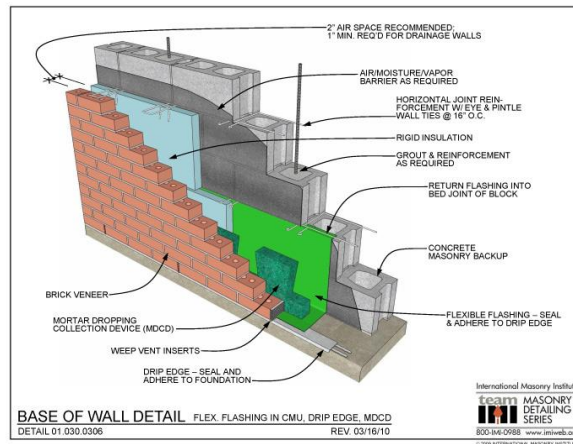 2" AIR SPACE RECOMMENDED;
1" MIN. REQ'D FOR DRAINAGE WALLS
AIR/MOISTURE/VAPOR
BARRIER AS REQUIRED
HORIZONTAL JOINT REIN-
FORCEMENT W/ EYE & PINTLE
WALL TIES @ 16" O.C.
RIGID INSULATION
GROUT & REINFORCEMENT
AS REQUIRED
RETURN FLASHING INTO
BED JOINT OF BLOCK
CONCRETE
MASONRY BACKUP
BRICK VENEER
MORTAR DROPPING
COLLECTION DEVICE (MDCD)
FLEXIBLE FLASHING – SEAL
& ADHERE TO DRIP EDGE
WEEP VENT INSERTS
DRIP EDGE – SEAL AND
ADHERE TO FOUNDATION
BASE OF WALL DETAIL FLEX. FLASHING IN CMU, DRIP EDGE, MDCD
DETAIL 01.030.0306 REV. 03/16/10
International Masonry Institu
team MASONRY
DETAILING
SERIES
800-IMI-0988 www.imiweb.o